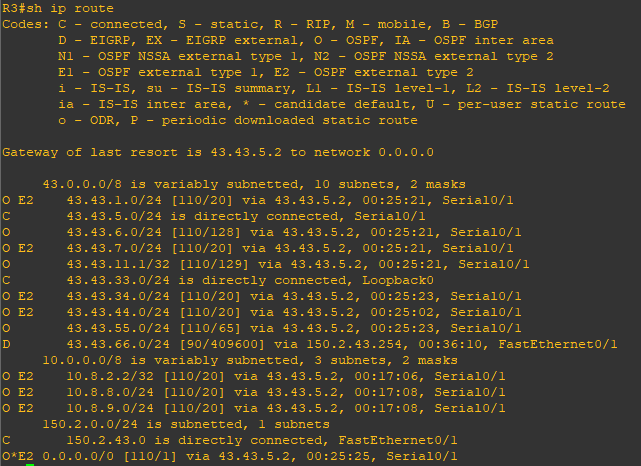 R3#sh ip route
Codes: C - connected, S - static, R - RIP, M - mobile, B - BGP
D - EIGRP, EX - EIGRP external, O - OSPF, IA - OSPF inter area
N1 - OSPF NSSA external type 1, N2 - OSPF NSSA external type 2
E1 - OSPF external type 1, E2 - OSPF external type 2
i - IS-IS, su - IS-IS summary, L1 - IS-IS level-1, L2 - IS-IS level-2
ia - IS-IS inter area, * - candidate default, U - per-user static route
o - ODR, P - periodic downloaded static route
Gateway of last resort is 43.43.5.2 to network 0.0.0.0
43.0.0.0/8 is variably subnetted, 10 subnets, 2 masks
O E2 43.43.1.0/24 [110/20] via 43.43.5.2, 00:25:21, Serial0/1
C 43.43.5.0/24 is directly connected, Serial0/1
O 43.43.6.0/24 [110/128] via 43.43.5.2, 00:25:21, Serial0/1
O E2 43.43.7.0/24 [110/20] via 43.43.5.2, 00:25:21, Serial0/1
O 43.43.11.1/32 [110/129] via 43.43.5.2, 00:25:21, Serial0/1
C 43.43.33.0/24 is directly connected, Loopback0
O E2 43.43.34.0/24 [110/20] via 43.43.5.2, 00:25:23, Serial0/1
O E2 43.43.44.0/24 [110/20] via 43.43.5.2, 00:25:02, Serial0/1
O 43.43.55.0/24 [110/65] via 43.43.5.2, 00:25:23, Serial0/1
D 43.43.66.0/24 [90/409600] via 150.2.43.254, 00:36:10, FastEthernet0/1
10.0.0.0/8 is variably subnetted, 3 subnets, 2 masks
O E2 10.8.2.2/32 [110/20] via 43.43.5.2, 00:17:06, Serial0/1
O E2 10.8.8.0/24 [110/20] via 43.43.5.2, 00:17:08, Serial0/1
O E2 10.8.9.0/24 [110/20] via 43.43.5.2, 00:17:08, Serial0/1
150.2.0.0/24 is subnetted, 1 subnets
C 150.2.43.0 is directly connected, FastEthernet0/1
O*E2 0.0.0.0/0 [110/1] via 43.43.5.2, 00:25:25, Serial0/1